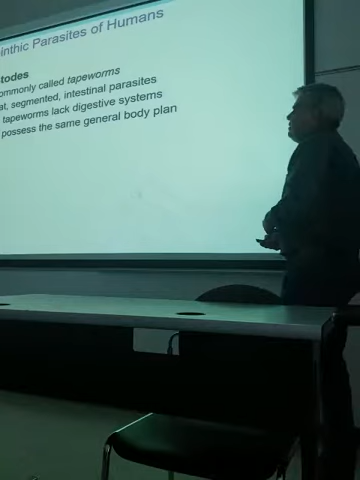 inthic Parasites of Humans
todes
ommonly called tapeworms
at, segmented, intestinal parasites
tapeworms lack digestive systems
possess the same general body plan